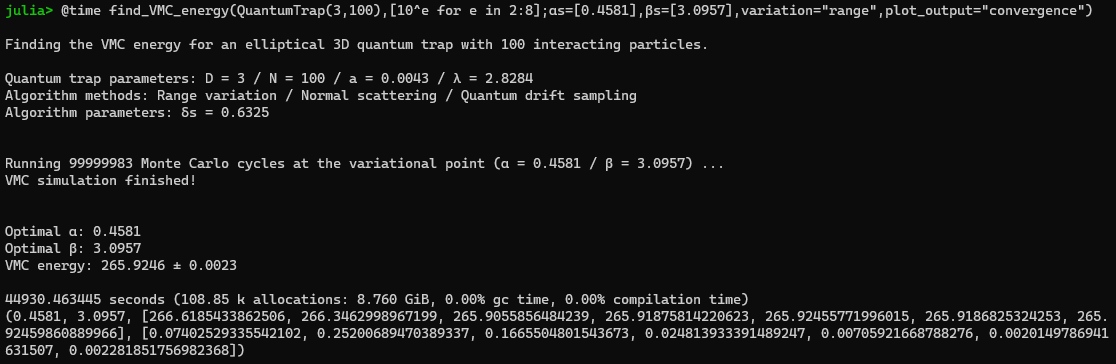 julia> @time find_VMC_energy(QuantumTrap(3,100),[10^e for e in 2:8];αs=[0.4581],βs=[3.0957],variation="range",plot_output="convergence")
Finding the VMC energy for an elliptical 3D quantum trap with 100 interacting particles.
Quantum trap parameters: D = 3 / N = 100 / a = 0.0043 / λ = 2.8284
Algorithm methods: Range variation / Normal scattering / Quantum drift sampling
Algorithm parameters: δs = 0.6325
Running 99999983 Monte Carlo cycles at the variational point (α = 0.4581 / β = 3.0957) ...
VMC simulation finished!
Optimal α: 0.4581
Optimal β: 3.0957
VMC energy: 265.9246 ± 0.0023
44930.463445 seconds (108.85 k allocations: 8.760 GiB, 0.00% gc time, 0.00% compilation time)
(0.4581, 3.0957, [266.6185433862506, 266.3462998967199, 265.9055856484239, 265.91875814220623, 265.92455771996015, 265.9186825324253, 265.
92459860889966], [0.07402529335542102, 0.25200689470389337, 0.1665504801543673, 0.024813933391489247, 0.00705921668788276, 0.0020149786941
631507, 0.002281851756982368])